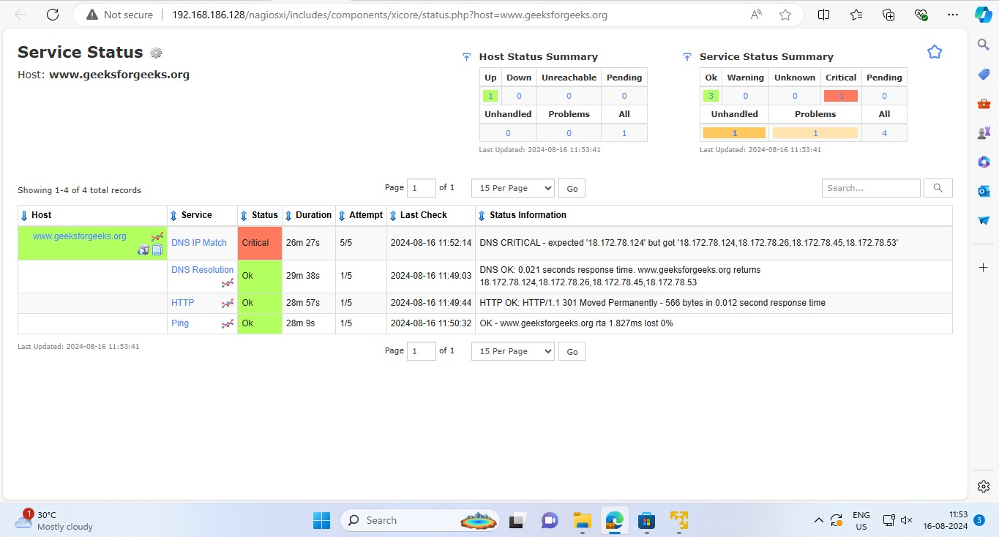 Not secure 192.168.186.128/nagiosxi/includes/components/xicore/status.php?host=www.geeksforgeeks.org
Service Status
Host: www.geeksforgeeks.org
Host Status Summary
Up Down Unreachable Pending
1 0 0 0
Unhandled Problems All
0 0 1
Last Updated: 2024-08-16 11:53:41
Service Status Summary
Ok Warning Unknown Critical Pending
3 0 0 1 0
Unhandled Problems All
1 1 4
Last Updated: 2024-08-16 11:53:41
Showing 1-4 of 4 total records
Page 1 of 1 15 Per Page Go
Search...
Host Service Status Duration Attempt Last Check Status Information
www.geeksforgeeks.org DNS IP Match Critical 26m 27s 5/5 2024-08-16 11:52:14 DNS CRITICAL - expected '18.172.78.124' but got '18.172.78.124,18.172.78.26,18.172.78.45,18.172.78.53'
DNS Resolution Ok 29m 38s 1/5 2024-08-16 11:49:03 DNS OK: 0.021 seconds response time. www.geeksforgeeks.org returns
18.172.78.124,18.172.78.26,18.172.78.45,18.172.78.53
HTTP Ok 28m 57s 1/5 2024-08-16 11:49:44 HTTP OK: HTTP/1.1 301 Moved Permanently - 566 bytes in 0.012 second response time
Ping Ok 28m 9s 1/5 2024-08-16 11:50:32 OK - www.geeksforgeeks.org rta 1.827ms lost 0%
Last Updated: 2024-08-16 11:53:41
Page 1 of 1 15 Per Page Go
1
30°C
Mostly cloudy
Search
ENG
US
11:53
16-08-2024
3